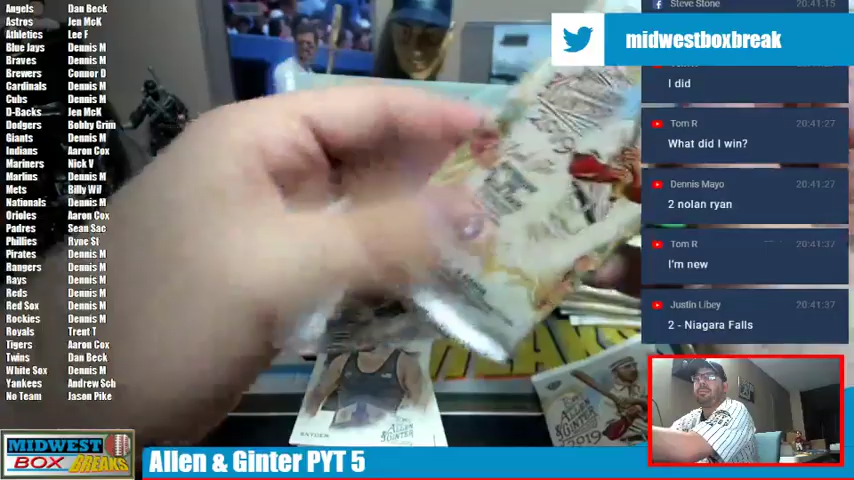 Angels Dan Beck
Astros Jen McK
Athletics Lee F
Blue Jays Dennis M
Braves Dennis M
Brewers Connor D
Cardinals Dennis M
Cubs Dennis M
D-Backs Jen McK
Dodgers Bobby Grim
Giants Dennis M
Indians Aaron Cox
Mariners Nick V
Marlins Dennis M
Mets Billy Wil
Nationals Dennis M
Orioles Aaron Cox
Padres Sean Sac
Phillies Ryne St
Pirates Dennis M
Rangers Dennis M
Rays Dennis M
Reds Dennis M
Red Sox Dennis M
Rockies Dennis M
Royals Trent T
Tigers Aaron Cox
Twins Dan Beck
White Sox Dennis M
Yankees Andrew Sch
No Team Jason Pike
MIDWEST
BOX BREAKS
Allen & Ginter PYT 5
midwestboxbreak
Steve Stone 20:41:15
I did
Tom R 20:41:27
What did I win?
Dennis Mayo 20:41:27
2 nolan ryan
Tom R 20:41:37
I'm new
Justin Libey 20:41:37
2 - Niagara Falls
SNYDER
ALLEN
& GINTER
ALLEN
& GINTER
2019